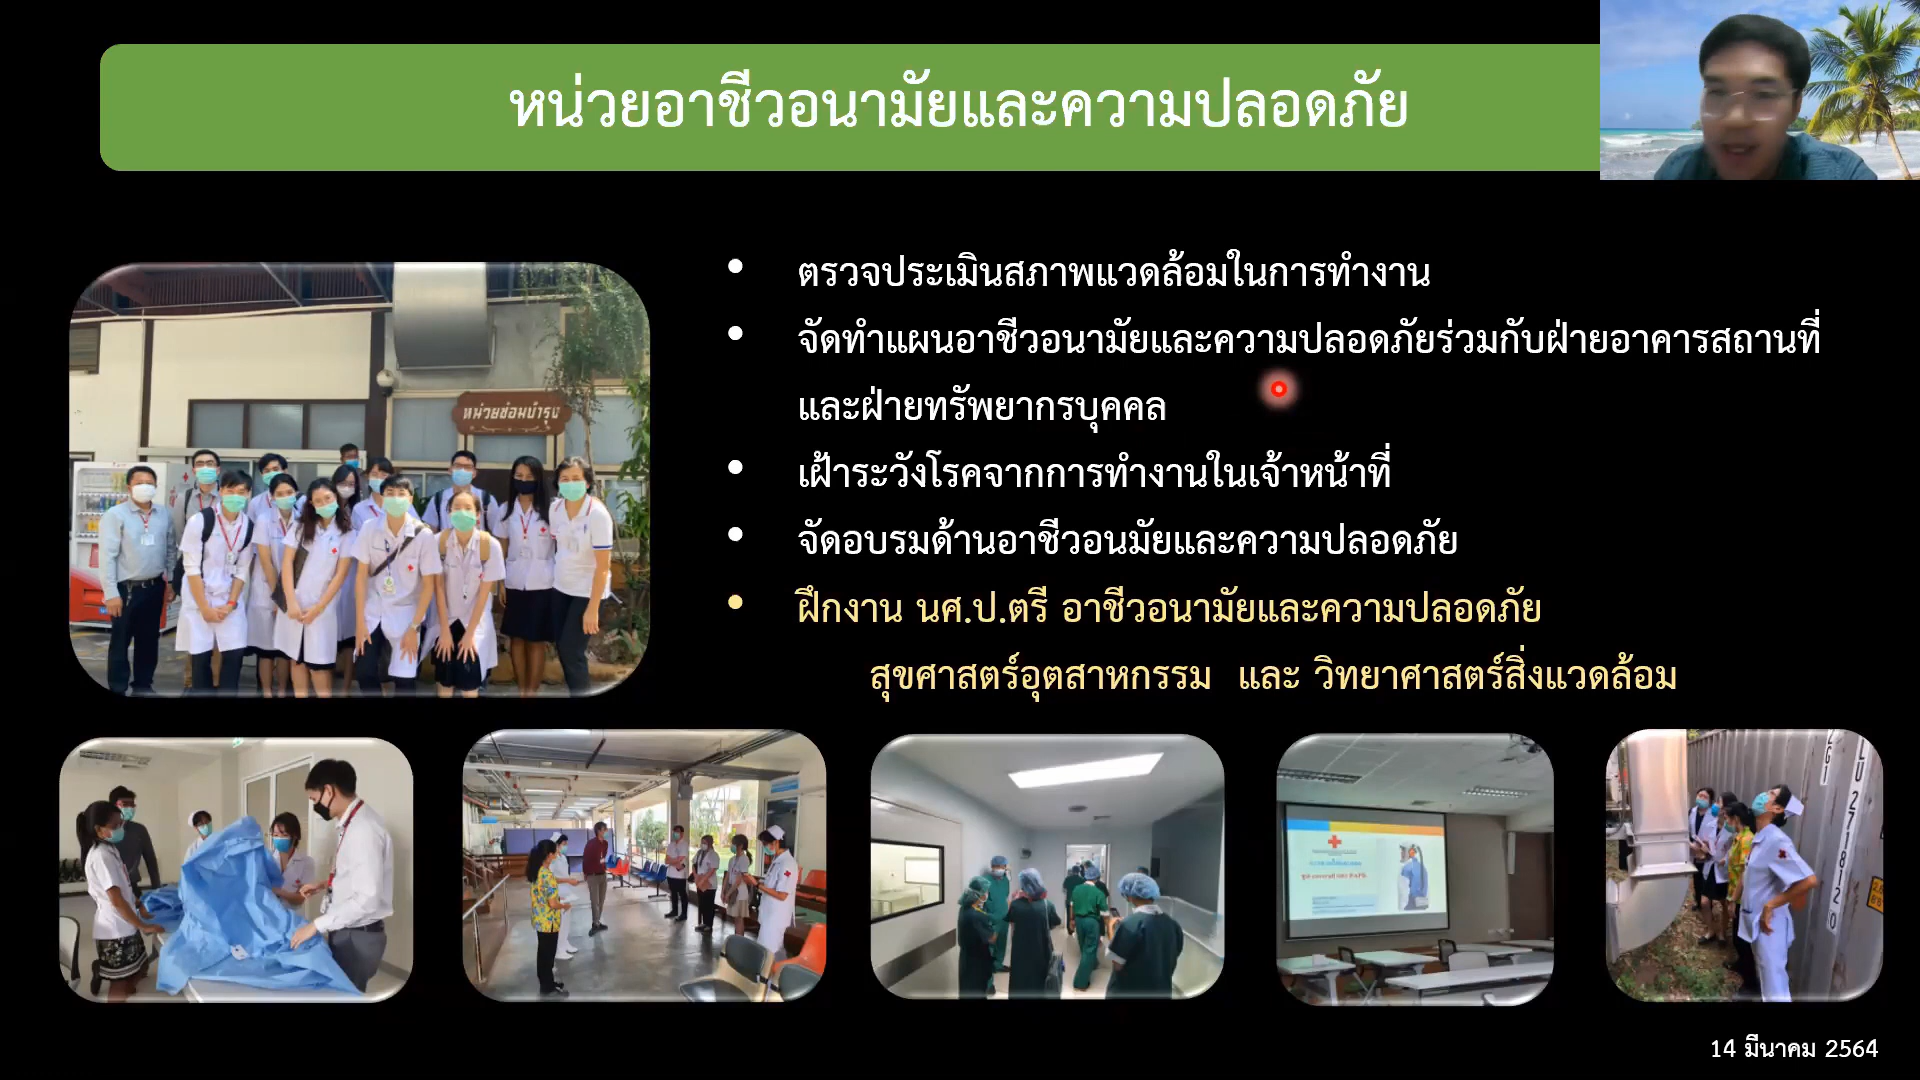 หน่วยอาชีวอนามัยและความปลอดภัย
ตรวจประเมินสภาพแวดล้อมในการทำงาน
จัดทำแผนอาชีวอนามัยและความปลอดภัยร่วมกับฝ่ายอาคารสถานที่
และฝ่ายทรัพยากรบุคคล
เฝ้าระวังโรคจากการทำงานในเจ้าหน้าที่
จัดอบรมด้านอาชีวอนมัยและความปลอดภัย
ฝึกงาน นศ.ป.ตรี อาชีวอนามัยและความปลอดภัย
สุขศาสตร์อุตสาหกรรม และ วิทยาศาสตร์สิ่งแวดล้อม
หน่วยซ่อมบำรุง
14 มีนาคม 2564